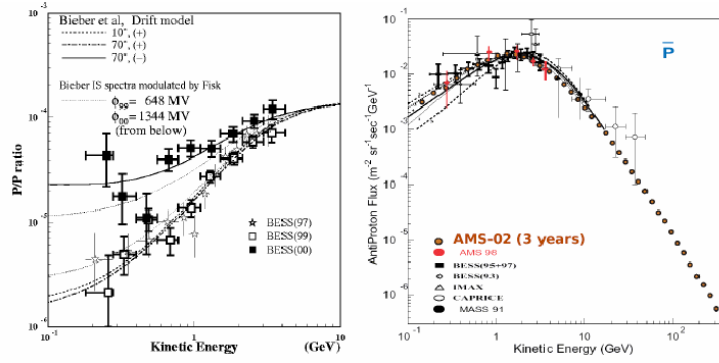 Bieber et al, Drift model
10°, (+)
70°, (+)
70°, (−)
Bieber IS spectra modulated by Fisk
ϕ99= 648 MV
ϕ00= 1344 MV
(from below)
P̅/P ratio
10⁻³
10⁻⁴
10⁻⁵
10⁻⁶
BESS(97)
BESS(99)
BESS(00)
10⁻¹
1
10
Kinetic Energy (GeV)
P̅
AntiProton Flux (m⁻² sr⁻¹sec⁻¹GeV¹)
10⁻¹
10⁻²
10⁻³
10⁻⁴
10⁻⁵
10⁻⁶
AMS-02 (3 years)
AMS 98
BESS(95+97)
BESS(93)
IMAX
CAPRICE
MASS 91
10⁻¹
1
10
10²
Kinetic Energy (GeV)